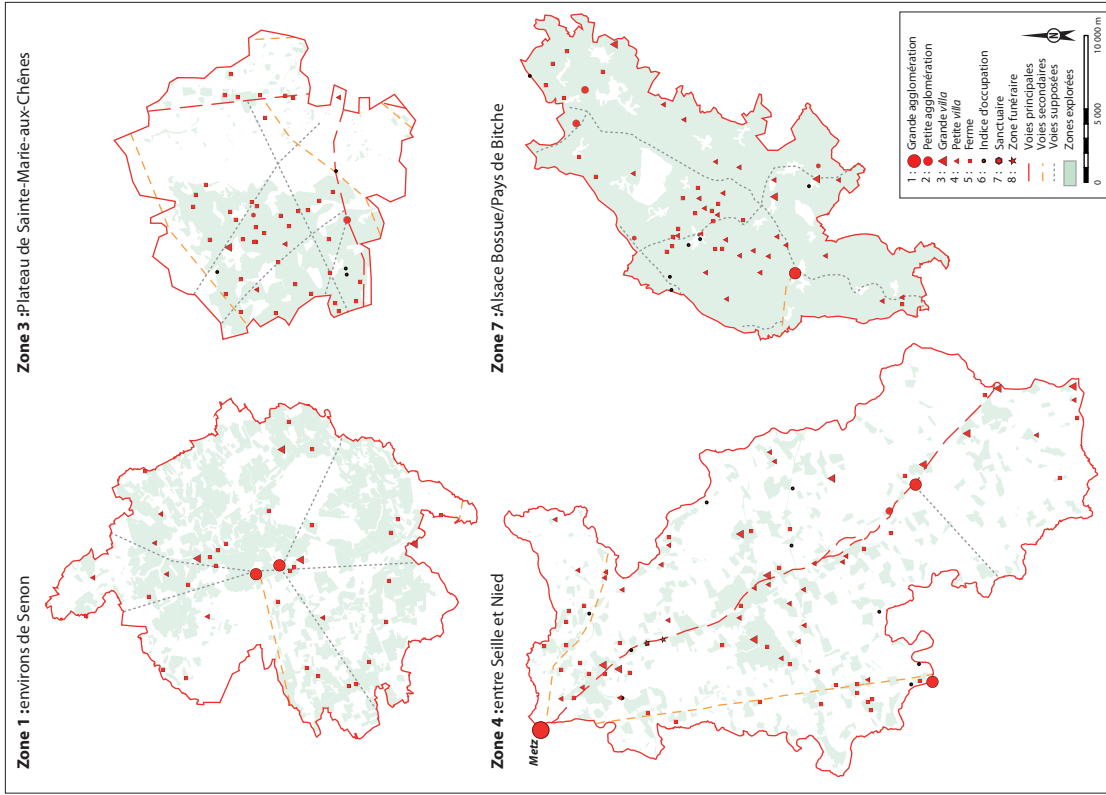 Zone 1 :environs de Senon
Zone 3 :Plateau de Sainte-Marie-aux-Chênes
Zone 4 :entre Seille et Nied
Metz
Zone 7 :Alsace Bossue/Pays de Bitche
1 : Grande agglomération
2 : Petite agglomération
3 : Grande villa
4 : Petite villa
5 : Ferme
6 : Indice d'occupation
7 : Sanctuaire
8 : Zone funéraire
Voies principales
Voies secondaires
Voies supposées
Zones explorées
N
0 5 000 10 000 m